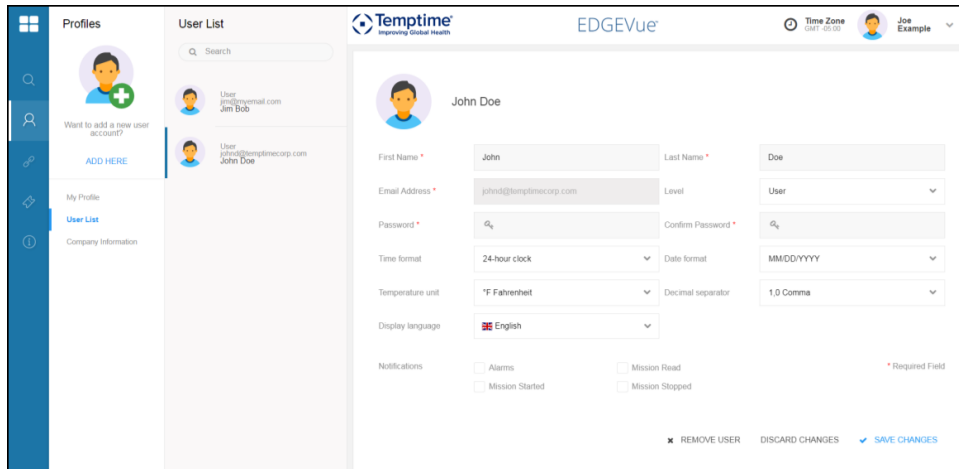 Profiles
Want to add a new user
account?
ADD HERE
My Profile
User List
Company Information
User List
Search
User
jim@myemail.com
Jim Bob
User
johnd@temptimecorp.com
John Doe
Temptime®
Improving Global Health
EDGEVue®
Time Zone
GMT -05:00
Joe
Example
John Doe
First Name *
John
Last Name *
Doe
Email Address *
johnd@temptimecorp.com
Level
User
Password *
Confirm Password *
Time format
24-hour clock
Date format
MM/DD/YYYY
Temperature unit
°F Fahrenheit
Decimal separator
1,0 Comma
Display language
English
Notifications
Alarms
Mission Read
* Required Field
Mission Started
Mission Stopped
REMOVE USER
DISCARD CHANGES
SAVE CHANGES